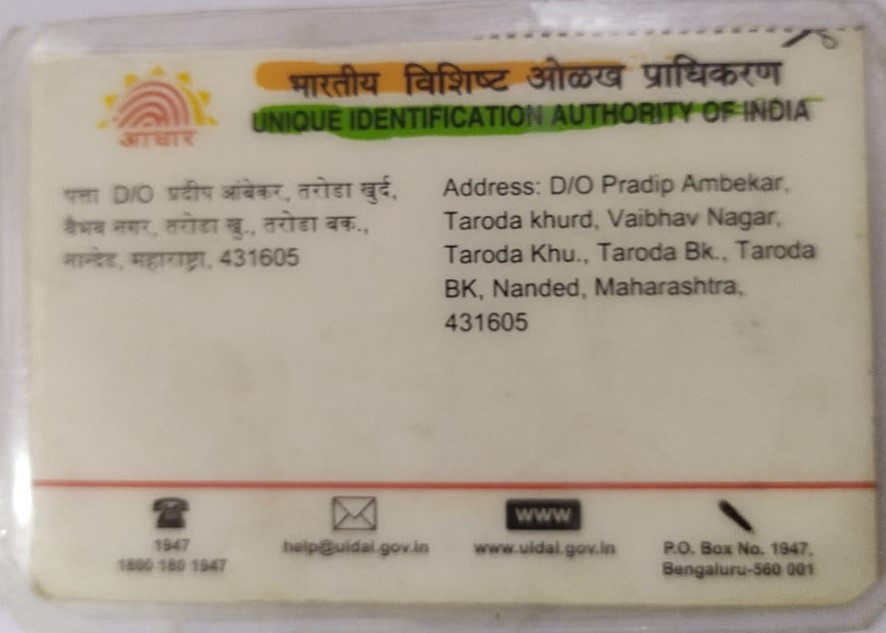 भारतीय विशिष्ट ओळख प्राधिकरण
UNIQUE IDENTIFICATION AUTHORITY OF INDIA
आधार
पत्ता D/O प्रदीप आंबेकर, तरोडा खुर्द,
वैभव नगर, तरोडा खु., तरोडा बक.,
नान्देड, महाराष्ट्रा, 431605
Address: D/O Pradip Ambekar,
Taroda khurd, Vaibhav Nagar,
Taroda Khu., Taroda Bk., Taroda
BK, Nanded, Maharashtra,
431605
1947
1800 180 1947
help@uidai.gov.in
WWW
www.uidai.gov.in
P.O. Box No. 1947,
Bengaluru-560 001